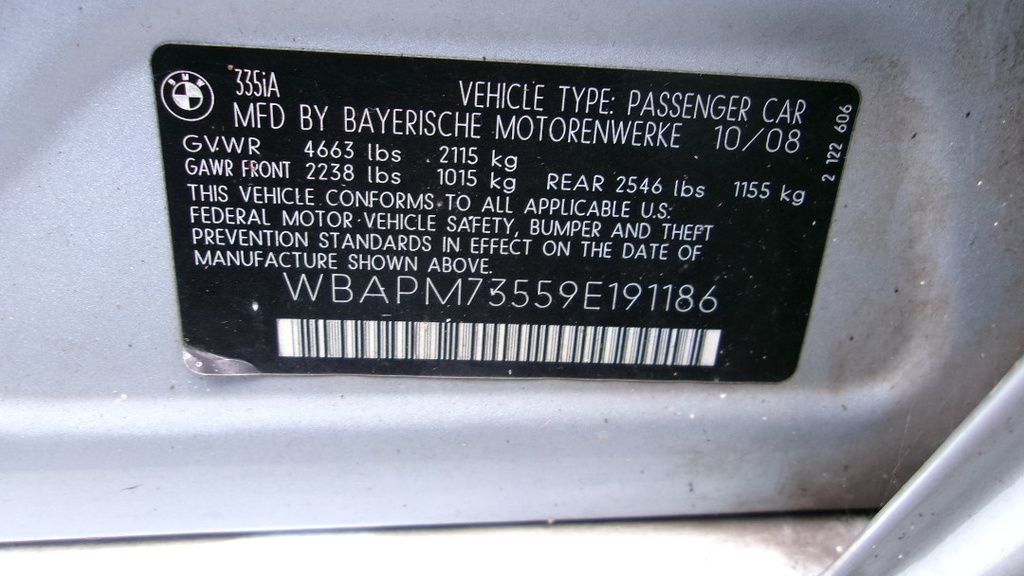 BMW
335iA
VEHICLE TYPE: PASSENGER CAR
MFD BY BAYERISCHE MOTORENWERKE 10/08
GVWR 4663 lbs 2115 kg
GAWR FRONT 2238 lbs 1015 kg REAR 2546 lbs 1155 kg
THIS VEHICLE CONFORMS TO ALL APPLICABLE U.S.
FEDERAL MOTOR VEHICLE SAFETY, BUMPER AND THEFT
PREVENTION STANDARDS IN EFFECT ON THE DATE OF
MANUFACTURE SHOWN ABOVE.
WBAPM73559E191186
2 122 606